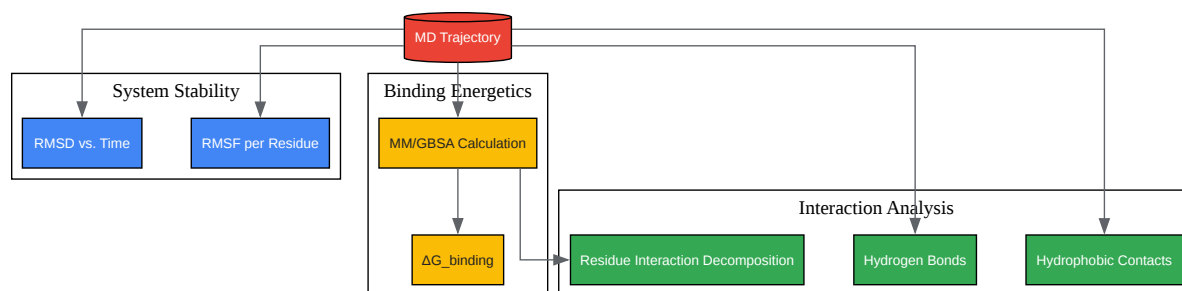 MD Trajectory
System Stability
Binding Energetics
RMSD vs. Time
RMSF per Residue
MM/GBSA Calculation
Interaction Analysis
ΔG_binding
Residue Interaction Decomposition
Hydrogen Bonds
Hydrophobic Contacts